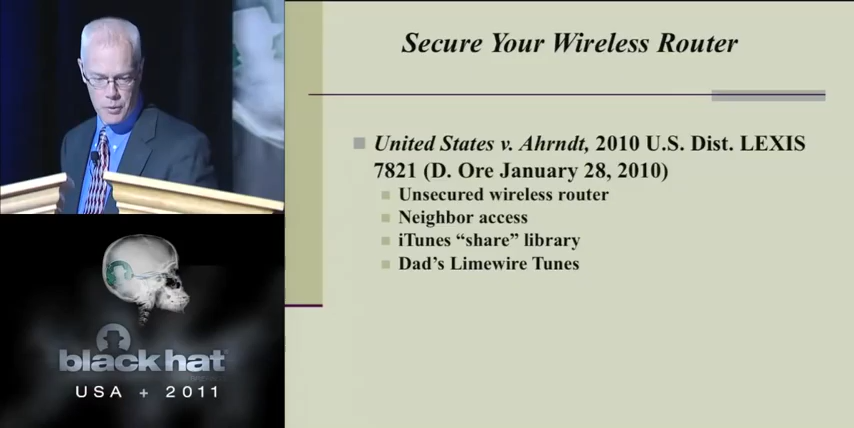 Secure Your Wireless Router
United States v. Ahrndt, 2010 U.S. Dist. LEXIS
7821 (D. Ore January 28, 2010)
Unsecured wireless router
Neighbor access
iTunes “share” library
Dad’s Limewire Tunes
black hat
USA + 2011